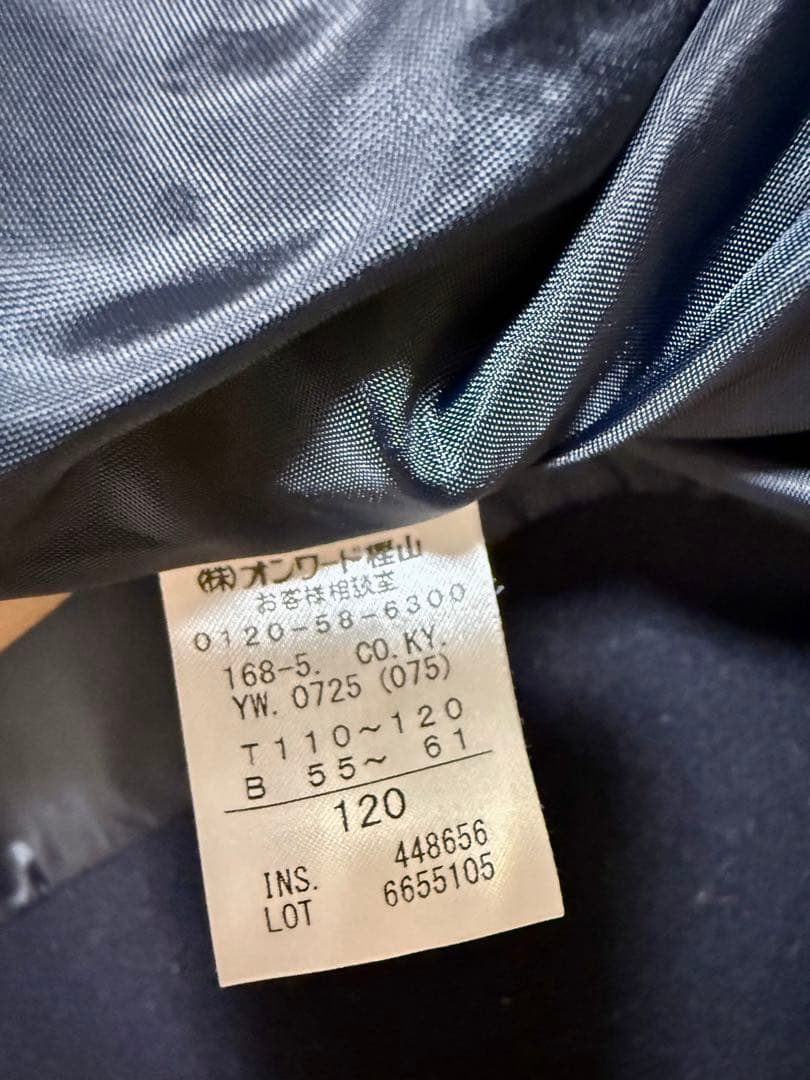 (株)オンワード樫山
お客様相談室
0120-58-6300
168-5. CO.KY.
YW. 0725 (075)
T110~120
B 55~ 61
120
INS. 448656
LOT 6655105